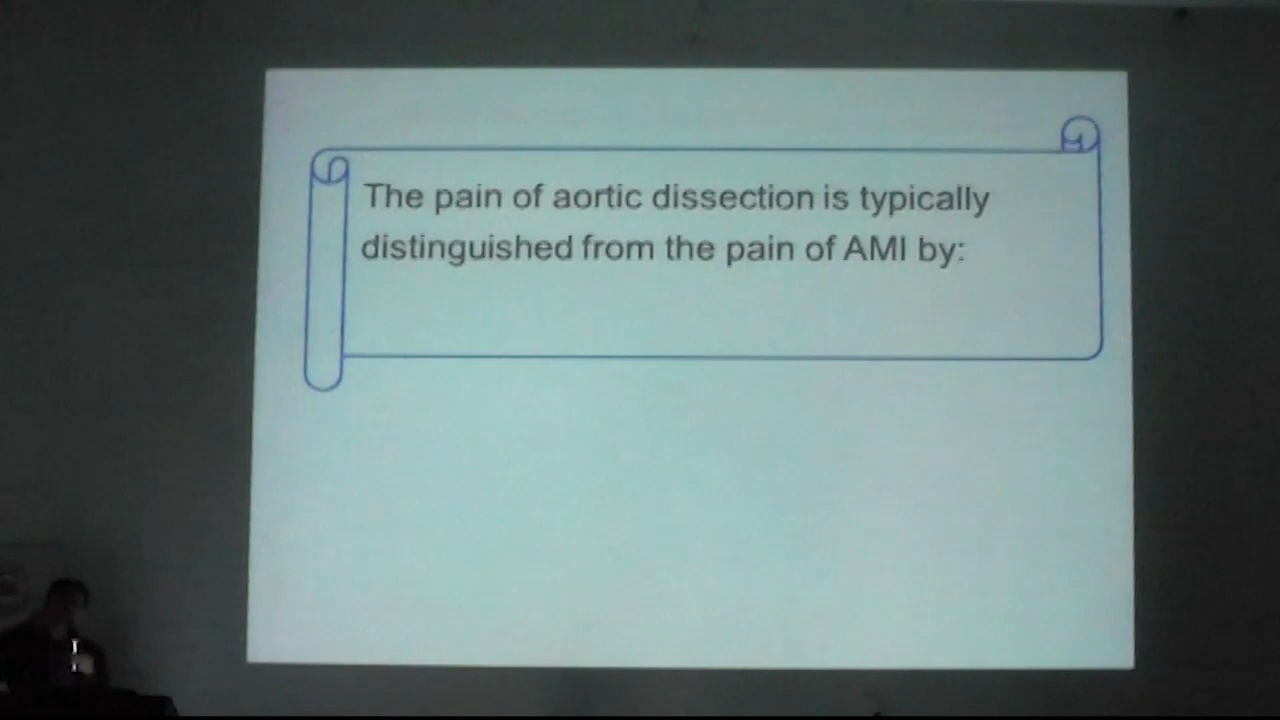 The pain of aortic dissection is typically
distinguished from the pain of AMI by: